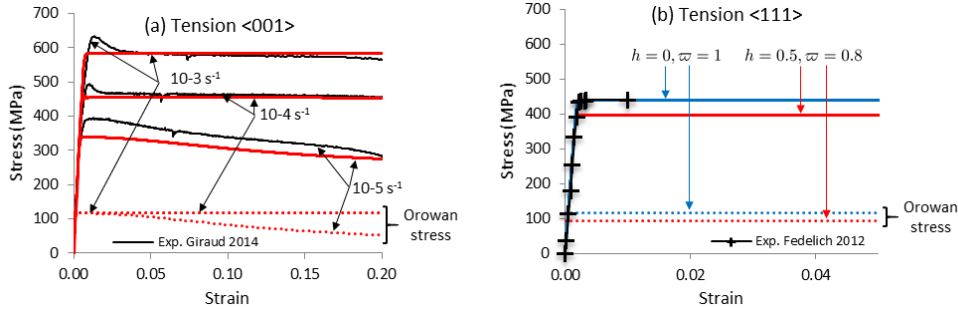 (a) Tension <001>
700
600
500
400
300
200
100
0
Stress (MPa)
10-3 s-1
10-4 s-1
10-5 s-1
Orowan
stress
Exp. Giraud 2014
0.00
0.05
0.10
0.15
0.20
Strain
(b) Tension <111>
700
600
500
400
300
200
100
0
Stress (MPa)
h = 0, ϖ = 1
h = 0.5, ϖ = 0.8
Orowan
stress
Exp. Fedelich 2012
0.00
0.02
0.04
Strain